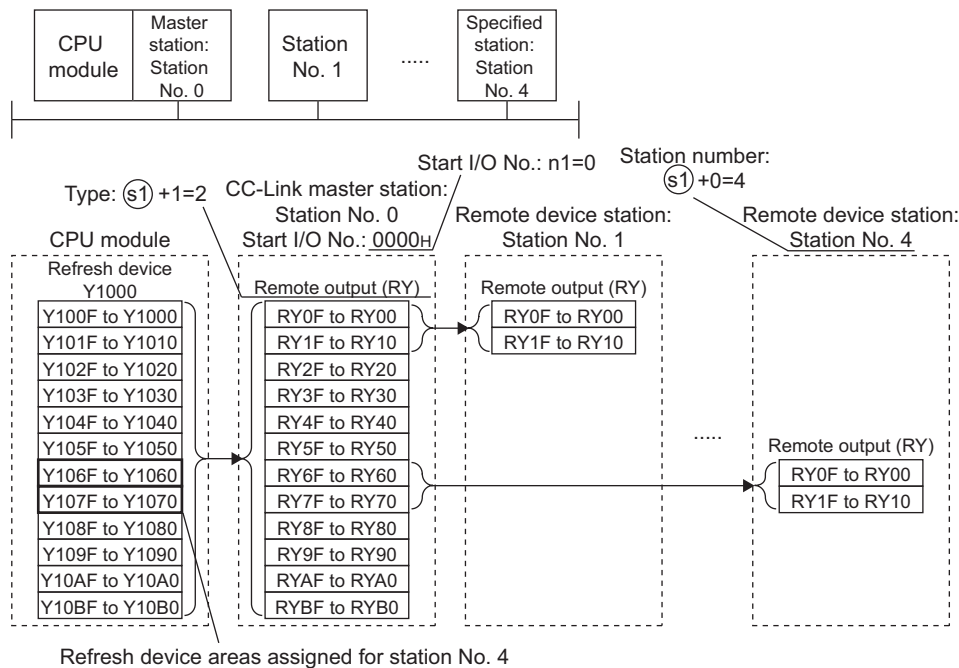 CPU
module
Master
station:
Station
No. 0
Station
No. 1
.....
Specified
station:
Station
No. 4
Start I/O No.: n1=0
Station number:
s1 +0=4
Type: s1 +1=2
CC-Link master station:
Station No. 0
Start I/O No.: 0000H
Remote device station:
Station No. 1
Remote device station:
Station No. 4
CPU module
Refresh device
Y1000
Y100F to Y1000
Y101F to Y1010
Y102F to Y1020
Y103F to Y1030
Y104F to Y1040
Y105F to Y1050
Y106F to Y1060
Y107F to Y1070
Y108F to Y1080
Y109F to Y1090
Y10AF to Y10A0
Y10BF to Y10B0
Remote output (RY)
RY0F to RY00
RY1F to RY10
RY2F to RY20
RY3F to RY30
RY4F to RY40
RY5F to RY50
RY6F to RY60
RY7F to RY70
RY8F to RY80
RY9F to RY90
RYAF to RYA0
RYBF to RYB0
Remote output (RY)
RY0F to RY00
RY1F to RY10
.....
Remote output (RY)
RY0F to RY00
RY1F to RY10
Refresh device areas assigned for station No. 4